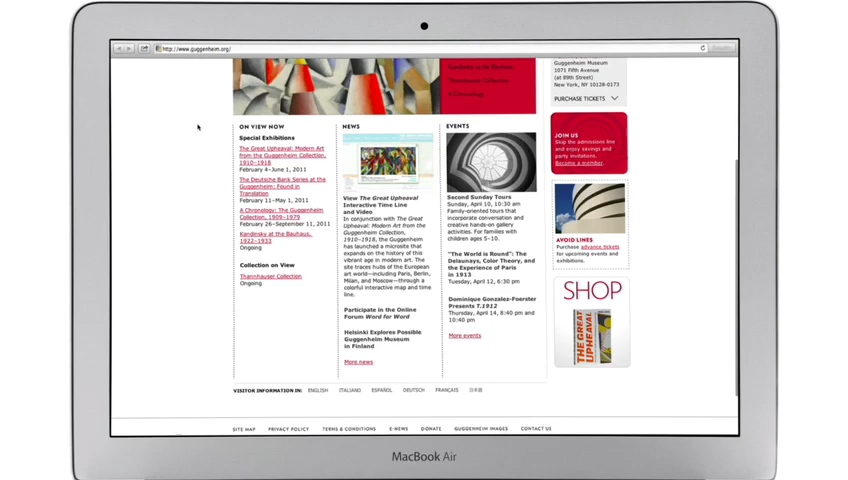 http://www.guggenheim.org/
Kandinsky at the Bauhaus
Thannhauser Collection
A Chronology
Guggenheim Museum
1071 Fifth Avenue
(at 89th Street)
New York, NY 10128-0173
PURCHASE TICKETS
ON VIEW NOW
Special Exhibitions
The Great Upheaval: Modern Art
from the Guggenheim Collection,
1910–1918
February 4–June 1, 2011
The Deutsche Bank Series at the
Guggenheim: Found in
Translation
February 11–May 1, 2011
A Chronology: The Guggenheim
Collection, 1909–1979
February 26–September 11, 2011
Kandinsky at the Bauhaus,
1922–1933
Ongoing
Collection on View
Thannhauser Collection
Ongoing
NEWS
View The Great Upheaval
Interactive Time Line
and Video
In conjunction with The Great
Upheaval: Modern Art from the
Guggenheim Collection,
1910–1918, the Guggenheim
has launched a microsite that
expands on the history of this
vibrant age in modern art. The
site traces hubs of the European
art world—including Paris, Berlin,
Milan, and Moscow—through a
colorful interactive map and time
line.
Participate in the Online
Forum Word for Word
Helsinki Explores Possible
Guggenheim Museum
in Finland
More news
EVENTS
Second Sunday Tours
Sunday, April 10, 10:30 am
Family-oriented tours that
incorporate conversation and
creative hands-on gallery
activities. For families with
children ages 5–10.
"The World is Round": The
Delaunays, Color Theory, and
the Experience of Paris
in 1913
Tuesday, April 12, 6:30 pm
Dominique Gonzalez-Foerster
Presents T.1912
Thursday, April 14, 8:40 pm and
10:40 pm
More events
JOIN US
Skip the admissions line
and enjoy savings and
party invitations.
Become a member.
AVOID LINES
Purchase advance tickets
for upcoming events and
exhibitions.
SHOP
THE GREAT
UPHEAVAL
VISITOR INFORMATION IN: ENGLISH ITALIANO ESPAÑOL DEUTSCH FRANÇAIS 日本語
SITE MAP PRIVACY POLICY TERMS & CONDITIONS E-NEWS DONATE GUGGENHEIM IMAGES CONTACT US
MacBook Air